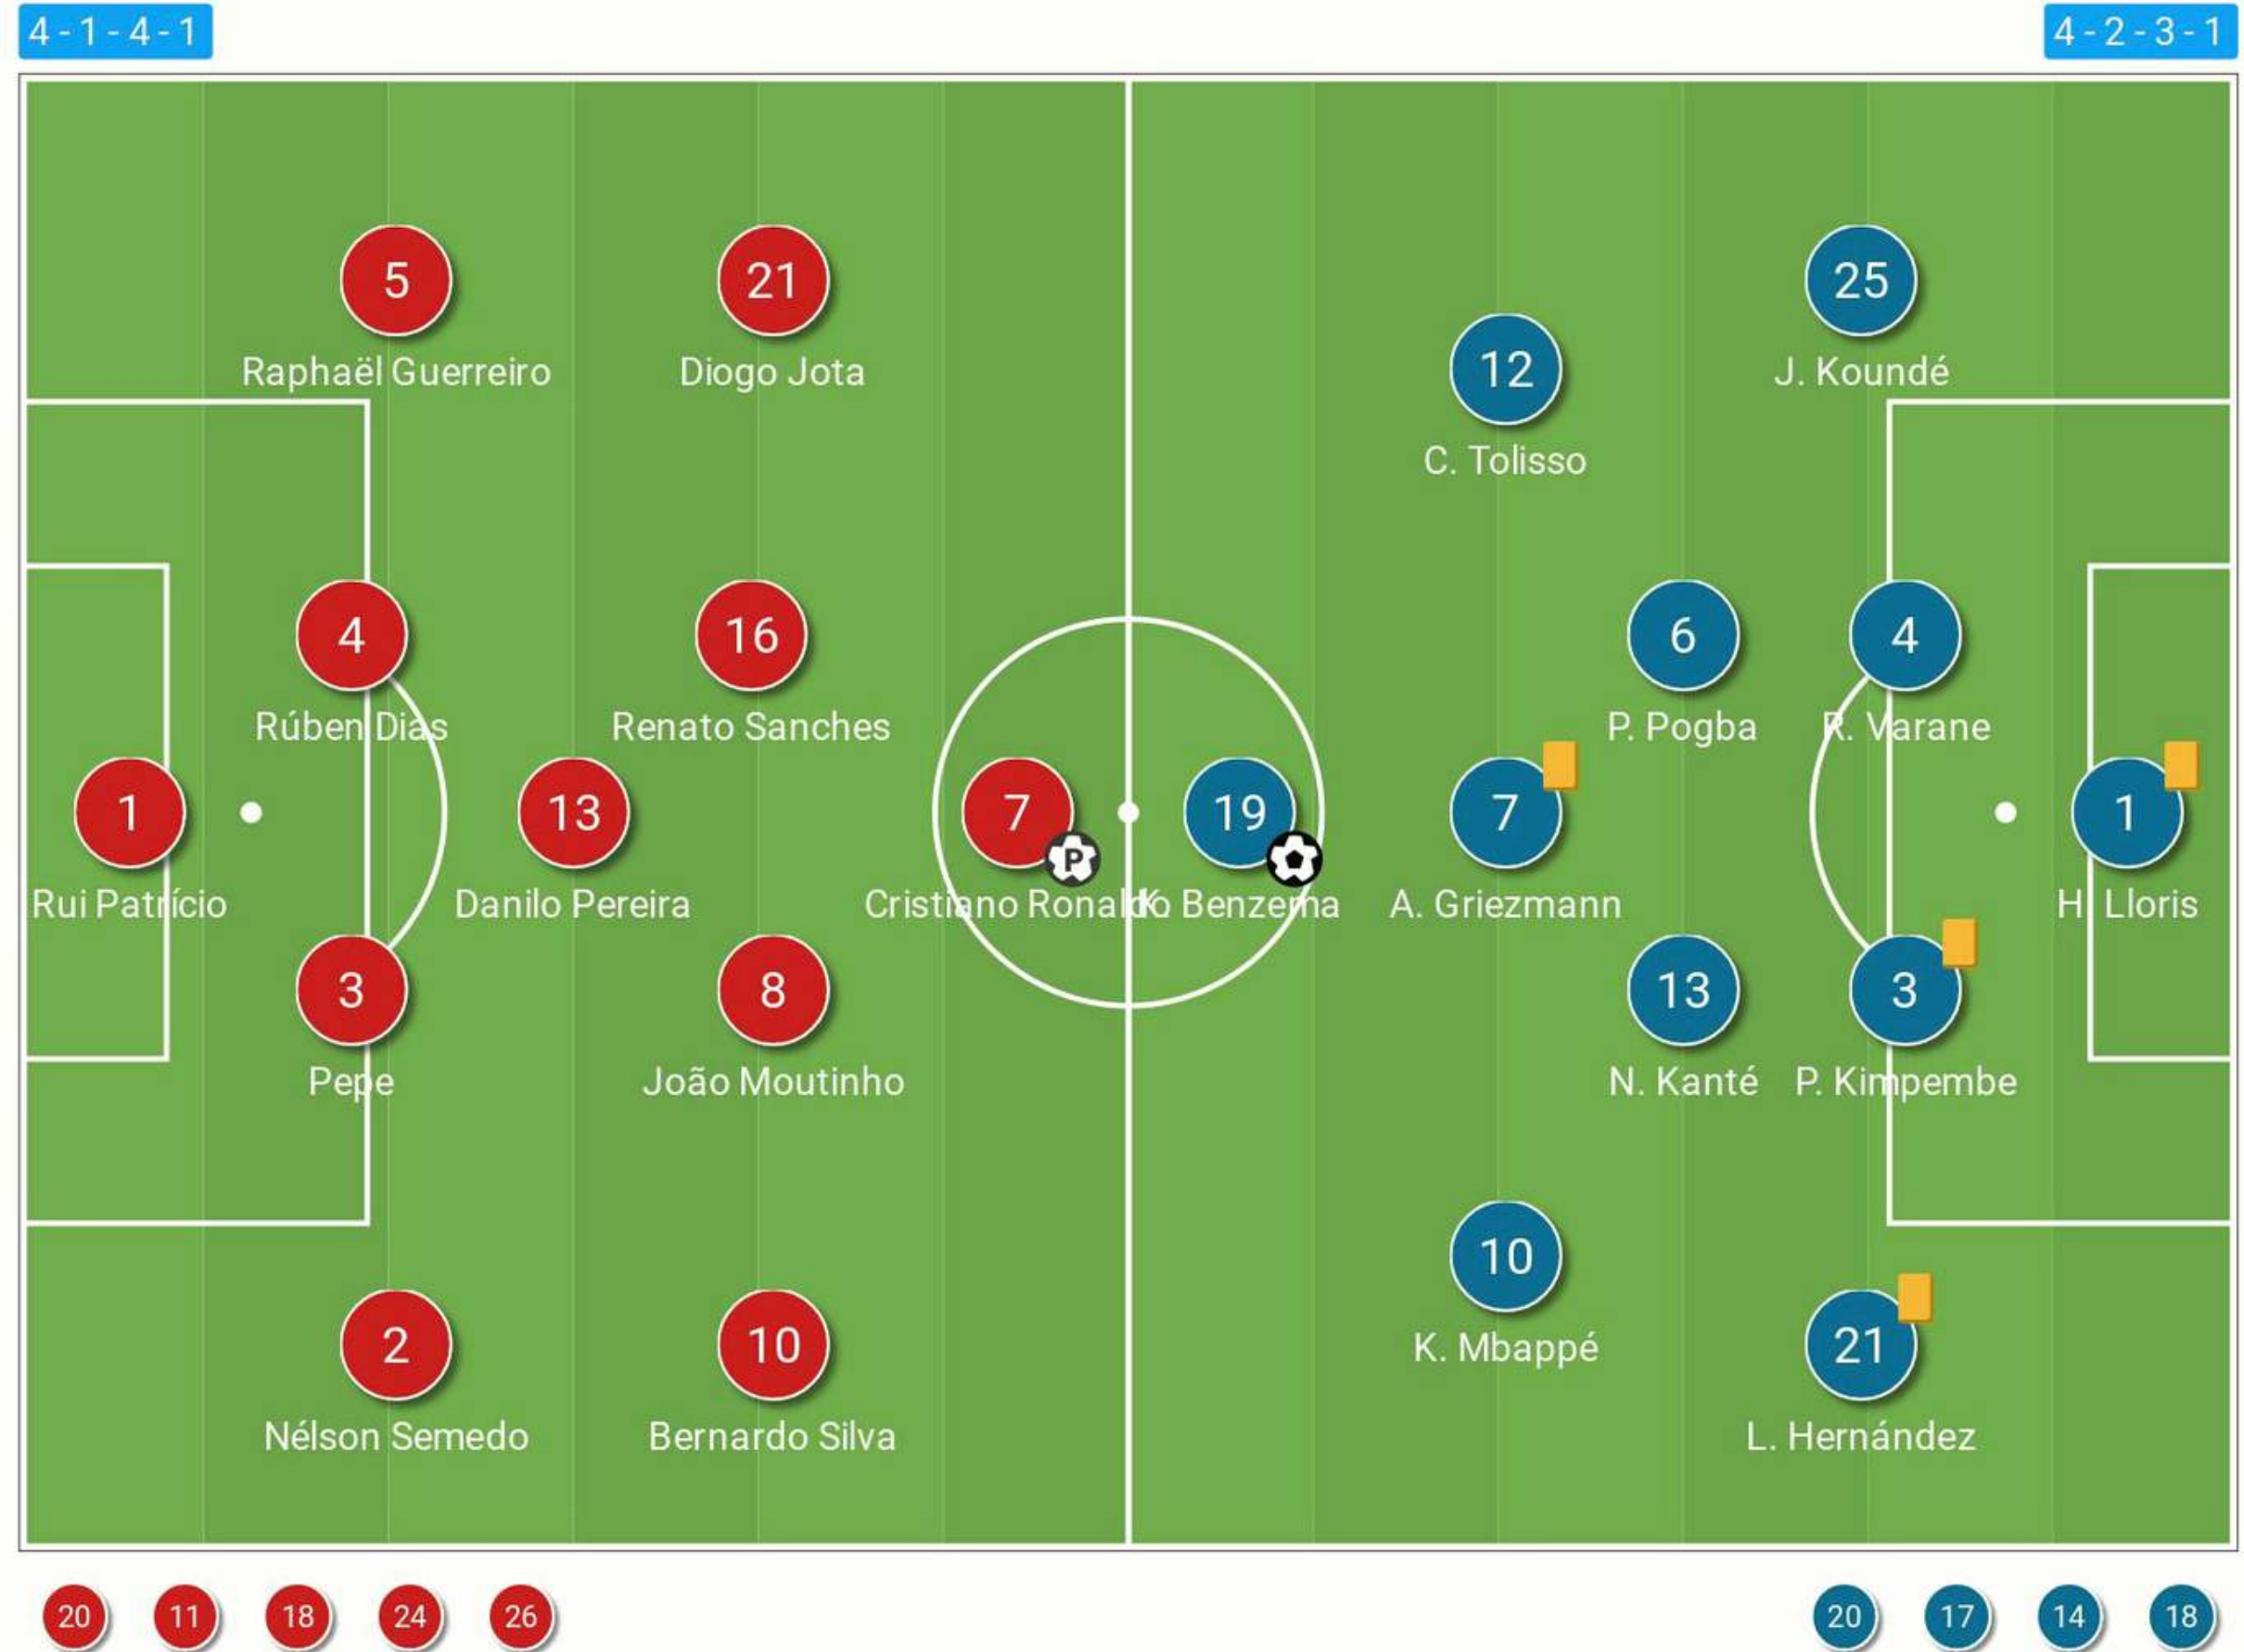 4 - 1 - 4 - 1
4 - 2 - 3 - 1
5
Raphaël Guerreiro
21
Diogo Jota
25
J. Koundé
12
C. Tolisso
4
Rúben Dias
16
Renato Sanches
6
P. Pogba
4
R. Varane
1
Rui Patrício
13
Danilo Pereira
7
P
Cristiano Ronaldo
19
K. Benzema
7
A. Griezmann
1
H. Lloris
3
Pepe
8
João Moutinho
13
N. Kanté
3
P. Kimpembe
10
K. Mbappé
2
Nélson Semedo
10
Bernardo Silva
21
L. Hernández
20 11 18 24 26
20 17 14 18